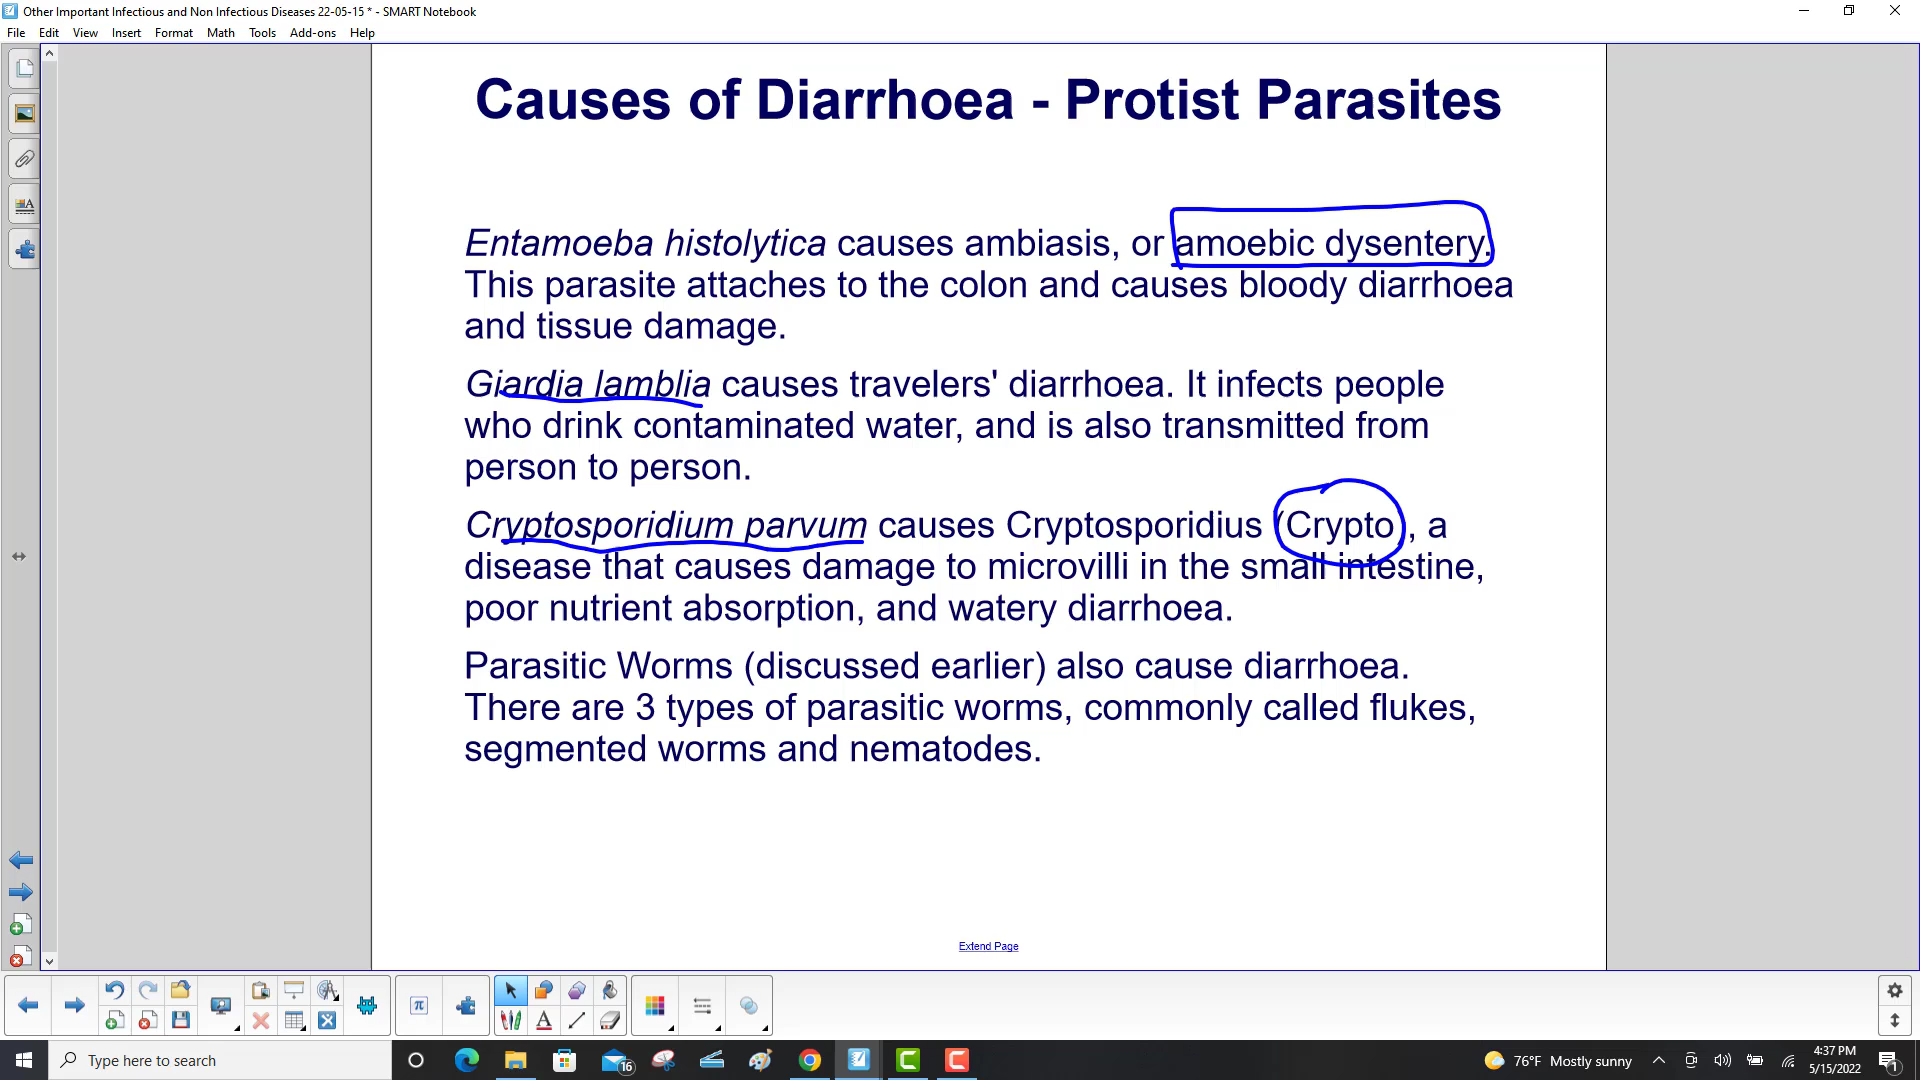 Other Important Infectious and Non Infectious Diseases 22-05-15 * - SMART Notebook
File Edit View Insert Format Math Tools Add-ons Help
Causes of Diarrhoea - Protist Parasites
Entamoeba histolytica causes ambiasis, or amoebic dysentery.
This parasite attaches to the colon and causes bloody diarrhoea
and tissue damage.
Giardia lamblia causes travelers' diarrhoea. It infects people
who drink contaminated water, and is also transmitted from
person to person.
Cryptosporidium parvum causes Cryptosporidius (Crypto), a
disease that causes damage to microvilli in the small intestine,
poor nutrient absorption, and watery diarrhoea.
Parasitic Worms (discussed earlier) also cause diarrhoea.
There are 3 types of parasitic worms, commonly called flukes,
segmented worms and nematodes.
Extend Page
Type here to search
16
76°F Mostly sunny
4:37 PM
5/15/2022
1